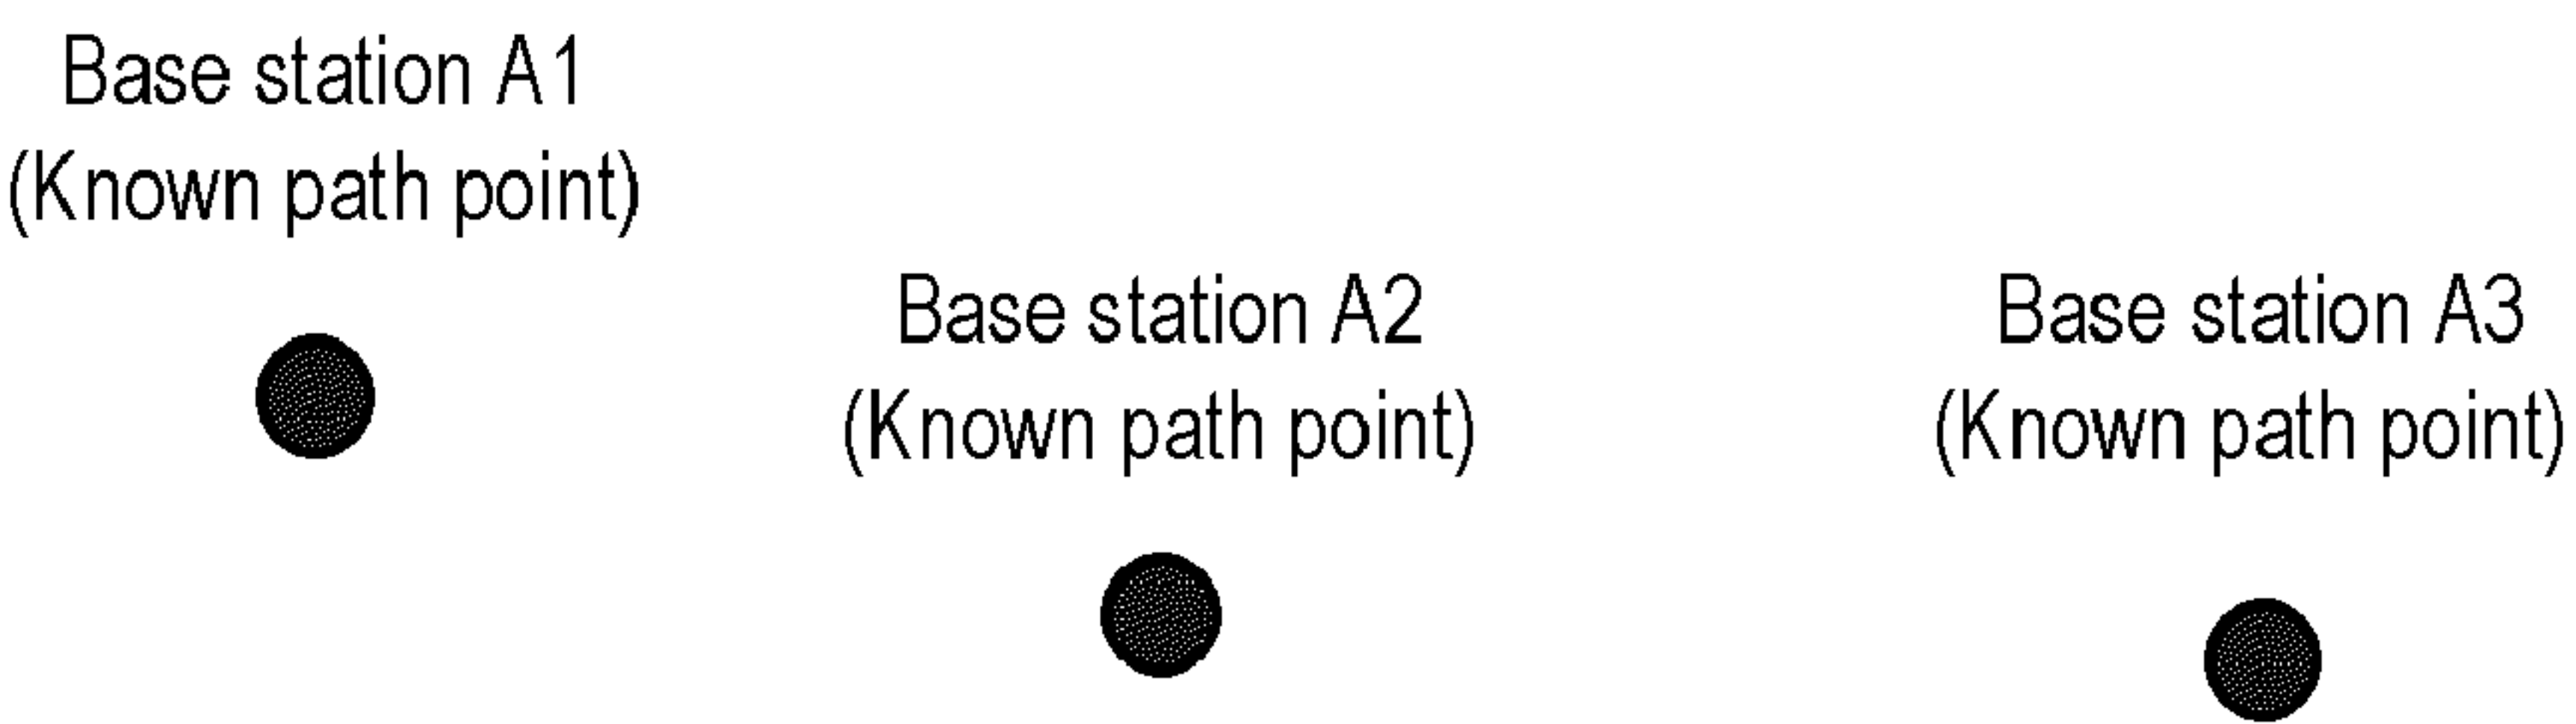 Base station A1
(Known path point)
Base station A2
(Known path point)
Base station A3
(Known path point)